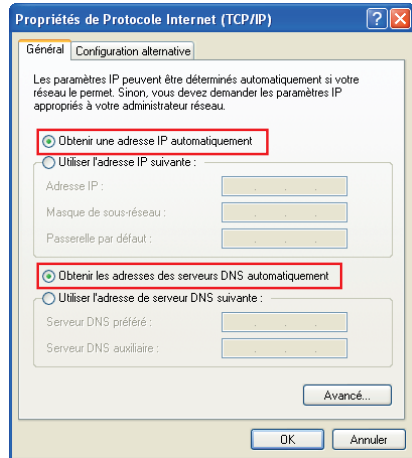 Propriétés de Protocole Internet (TCP/IP)
Général
Configuration alternative
Les paramètres IP peuvent être déterminés automatiquement si votre
réseau le permet. Sinon, vous devez demander les paramètres IP
appropriés à votre administrateur réseau.
Obtenir une adresse IP automatiquement
Utiliser l'adresse IP suivante :
Adresse IP :
Masque de sous-réseau :
Passerelle par défaut :
Obtenir les adresses des serveurs DNS automatiquement
Utiliser l'adresse de serveur DNS suivante :
Serveur DNS préféré :
Serveur DNS auxiliaire :
Avancé...
OK
Annuler